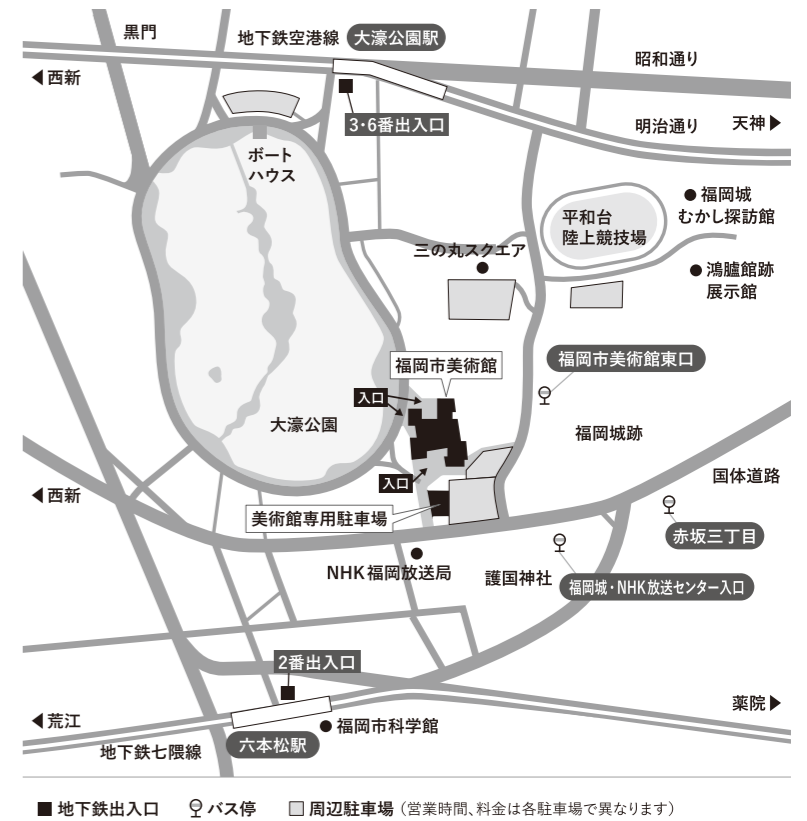 黒門
地下鉄空港線
大濠公園駅
昭和通り
◀西新
3・6番出入口
明治通り
天神▶
ボート
ハウス
福岡城
むかし探訪館
平和台
陸上競技場
三の丸スクエア
鴻臚館跡
展示館
福岡市美術館
福岡市美術館東口
入口
大濠公園
福岡城跡
国体道路
入口
◀西新
美術館専用駐車場
赤坂三丁目
NHK福岡放送局
護国神社
福岡城・NHK放送センター入口
2番出入口
薬院▶
◀荒江
福岡市科学館
六本松駅
地下鉄七隈線
地下鉄出入口
バス停
周辺駐車場（営業時間、料金は各駐車場で異なります）